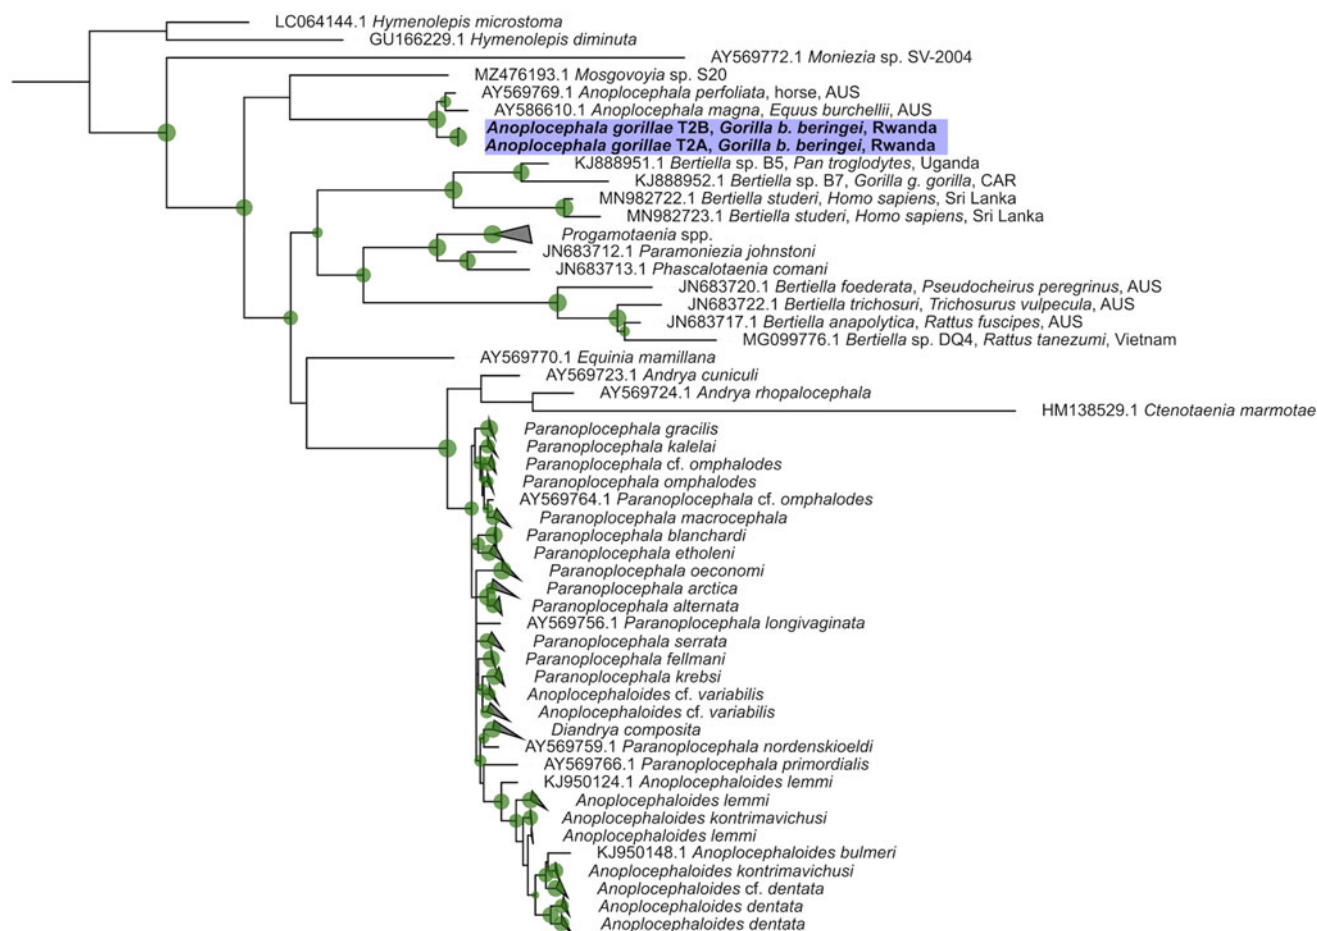 LC064144.1 Hymenolepis microstoma
GU166229.1 Hymenolepis diminuta
AY569772.1 Moniezia sp. SV-2004
MZ476193.1 Mosgovoyia sp. S20
AY569769.1 Anoplocephala perfoliata, horse, AUS
AY586610.1 Anoplocephala magna, Equus burchellii, AUS
Anoplocephala gorillae T2B, Gorilla b. beringei, Rwanda
Anoplocephala gorillae T2A, Gorilla b. beringei, Rwanda
KJ888951.1 Bertiella sp. B5, Pan troglodytes, Uganda
KJ888952.1 Bertiella sp. B7, Gorilla g. gorilla, CAR
MN982722.1 Bertiella studeri, Homo sapiens, Sri Lanka
MN982723.1 Bertiella studeri, Homo sapiens, Sri Lanka
Progamotaenia spp.
JN683712.1 Paramoniezia johnstoni
JN683713.1 Phascalotaenia comani
JN683720.1 Bertiella foederata, Pseudocheirus peregrinus, AUS
JN683722.1 Bertiella trichosuri, Trichosurus vulpecula, AUS
JN683717.1 Bertiella anapolytica, Rattus fuscipes, AUS
MG099776.1 Bertiella sp. DQ4, Rattus tanezumi, Vietnam
AY569770.1 Equinia mamillana
AY569723.1 Andrya cuniculi
AY569724.1 Andrya rhopalocephala
HM138529.1 Ctenotaenia marmotae
Paranoplocephala gracilis
Paranoplocephala kalelai
Paranoplocephala cf. omphalodes
Paranoplocephala omphalodes
AY569764.1 Paranoplocephala cf. omphalodes
Paranoplocephala macrocephala
Paranoplocephala blanchardi
Paranoplocephala etholeni
Paranoplocephala oeconomi
Paranoplocephala arctica
Paranoplocephala alternata
AY569756.1 Paranoplocephala longivaginata
Paranoplocephala serrata
Paranoplocephala fellmani
Paranoplocephala krebsi
Anoplocephaloides cf. variabilis
Anoplocephaloides cf. variabilis
Diandrya composita
AY569759.1 Paranoplocephala nordenskioeldi
AY569766.1 Paranoplocephala primordialis
KJ950124.1 Anoplocephaloides lemmi
Anoplocephaloides lemmi
Anoplocephaloides kontrimavichusi
Anoplocephaloides lemmi
KJ950148.1 Anoplocephaloides bulmeri
Anoplocephaloides kontrimavichusi
Anoplocephaloides cf. dentata
Anoplocephaloides dentata
Anoplocephaloides dentata